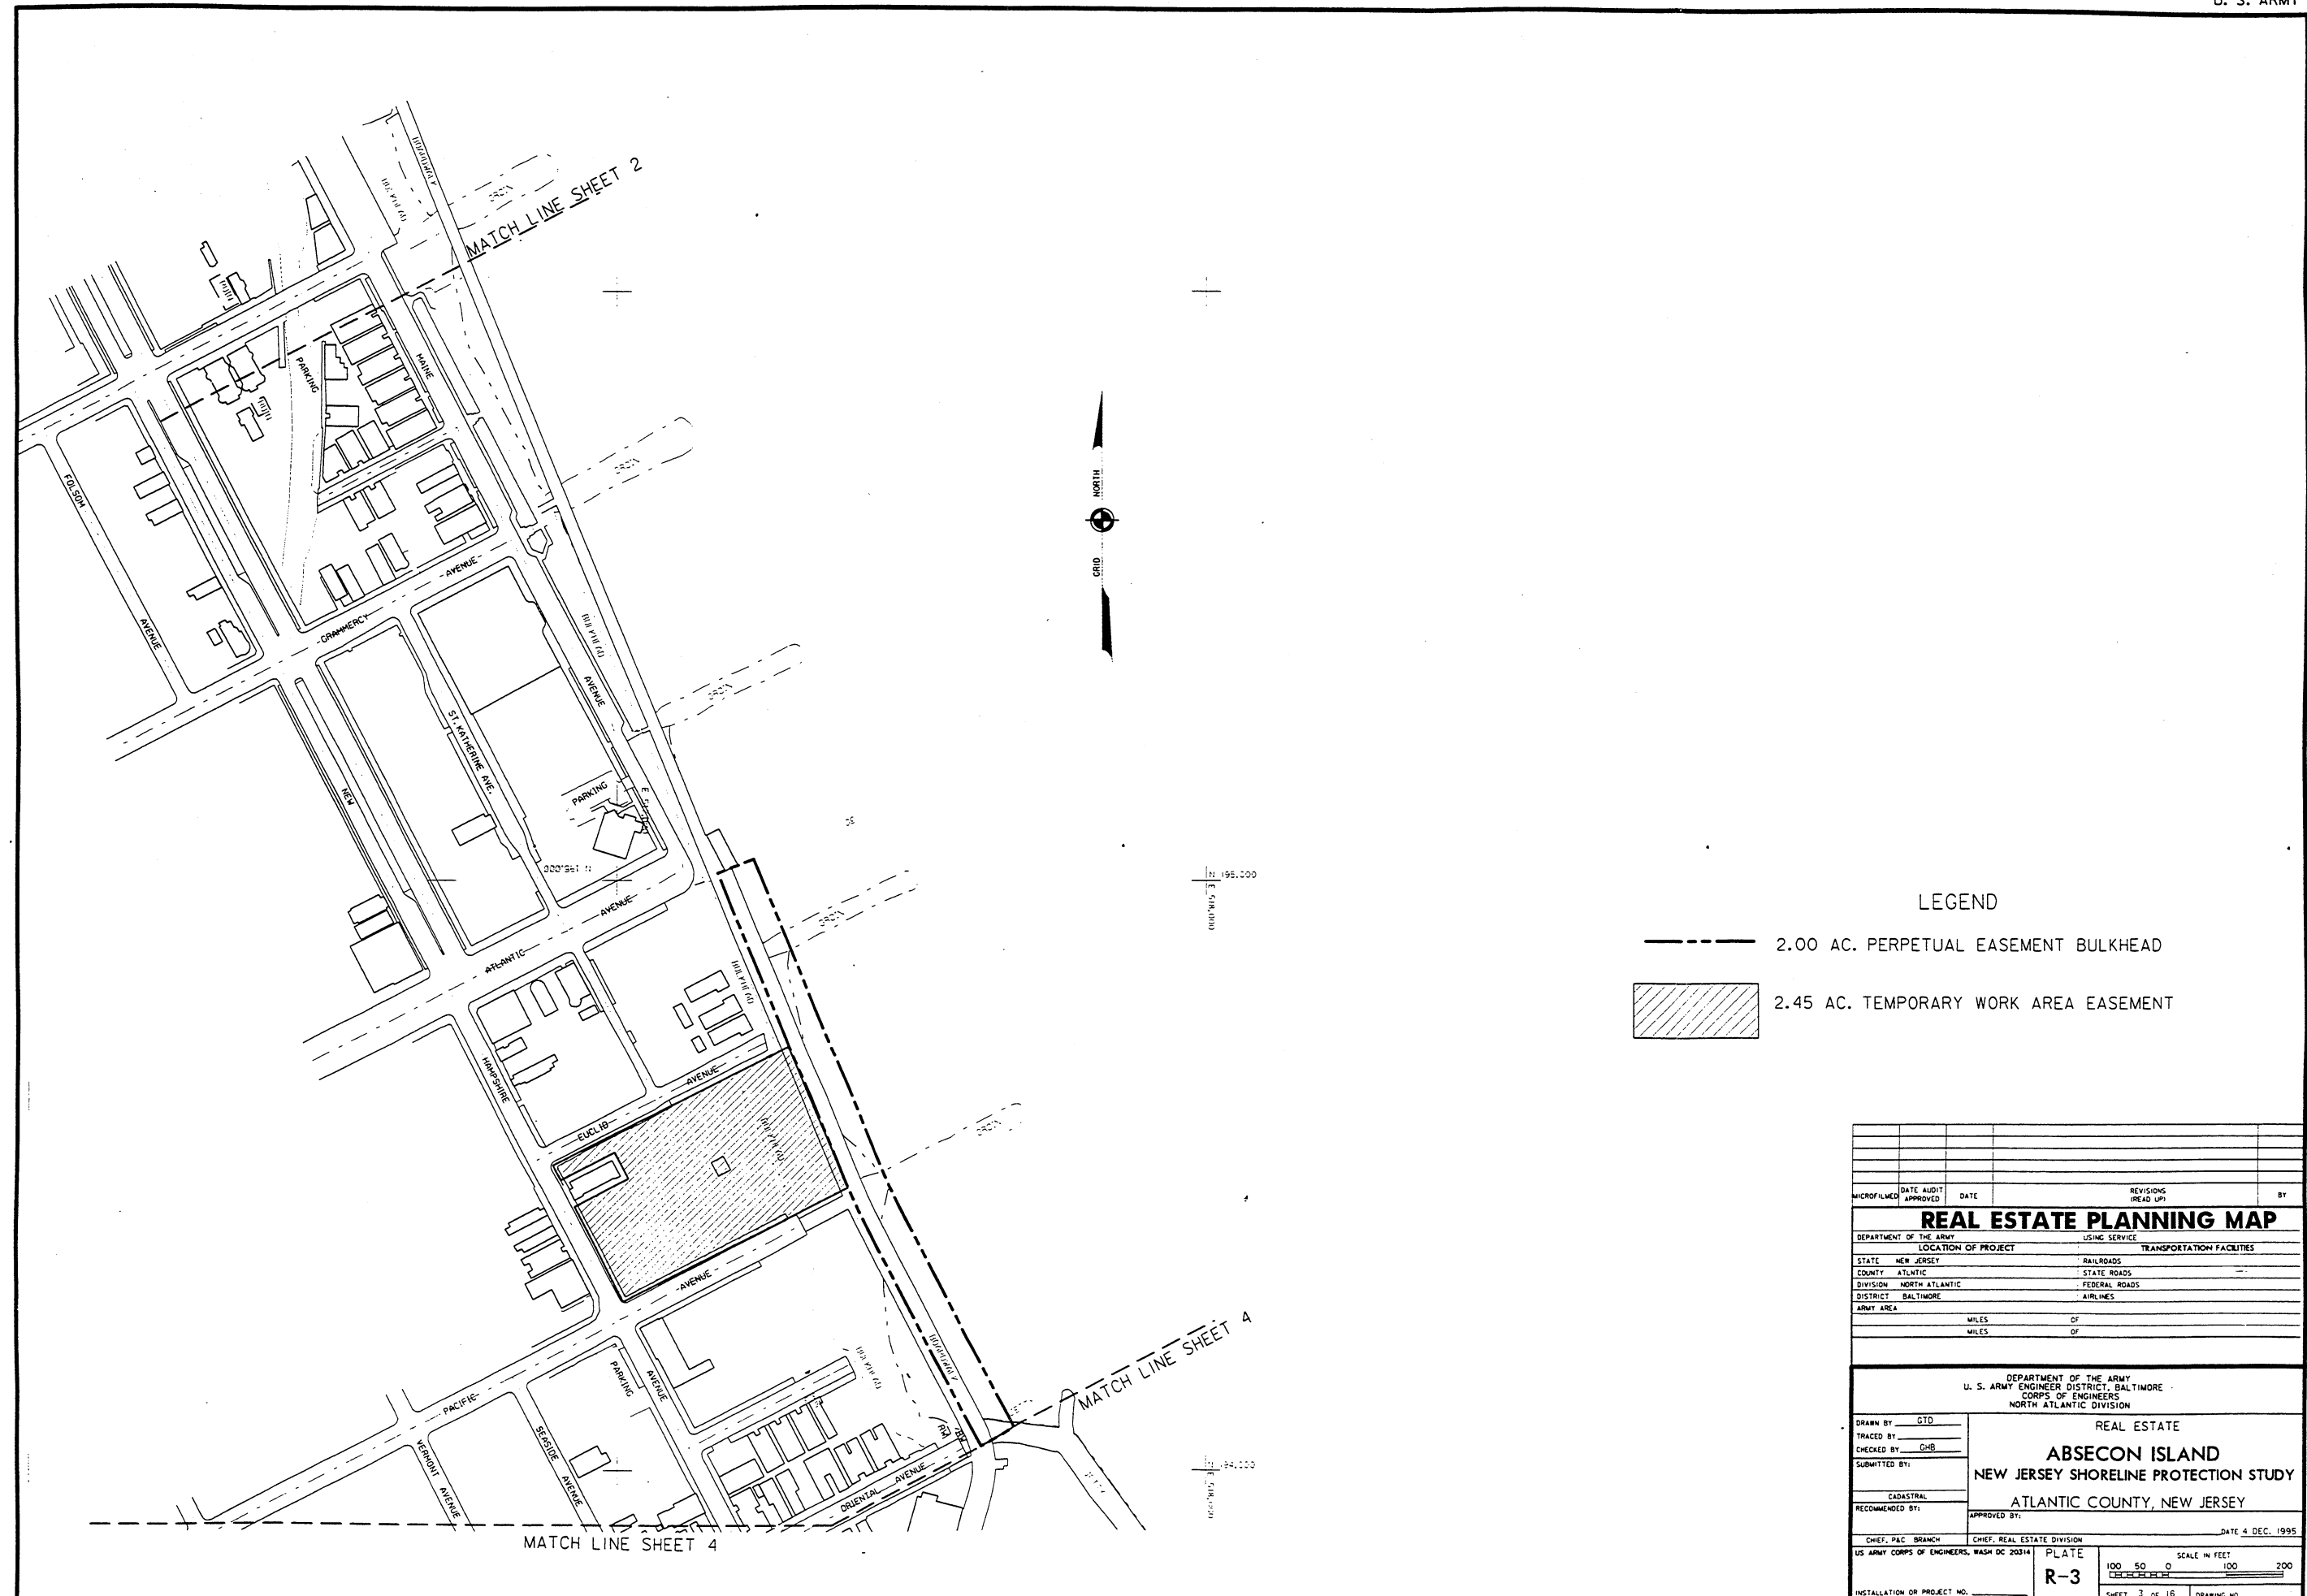 U. S. ARMY
MATCH LINE SHEET 2
PARKING
MAINE
NORTH
GRID
FOLSOM
AVENUE
AVENUE
GRAMMERCY
AVENUE
ST. KATHERINE AVE.
NEW
PARKING
N 195,000
N 195,000
E 518,000
AVENUE
ATLANTIC
HAMPSHIRE
AVENUE
EUCLID
AVENUE
PACIFIC
PARKING
AVENUE
SEASIDE
AVENUE
VERMONT
AVENUE
ORIENTAL
AVENUE
MATCH LINE SHEET 4
MATCH LINE SHEET 4
LEGEND
2.00 AC. PERPETUAL EASEMENT BULKHEAD
2.45 AC. TEMPORARY WORK AREA EASEMENT
MICROFILMED DATE AUDIT APPROVED DATE REVISIONS (READ UP) BY
REAL ESTATE PLANNING MAP
DEPARTMENT OF THE ARMY USING SERVICE
LOCATION OF PROJECT TRANSPORTATION FACILITIES
STATE NEW JERSEY RAILROADS
COUNTY ATLNTIC STATE ROADS
DIVISION NORTH ATLANTIC FEDERAL ROADS
DISTRICT BALTIMORE AIRLINES
ARMY AREA
MILES OF
MILES OF
DEPARTMENT OF THE ARMY
U. S. ARMY ENGINEER DISTRICT, BALTIMORE
CORPS OF ENGINEERS
NORTH ATLANTIC DIVISION
DRAWN BY GTD
TRACED BY
CHECKED BY GHB
SUBMITTED BY:
CADASTRAL
RECOMMENDED BY:
CHIEF, P&C BRANCH
REAL ESTATE
ABSECON ISLAND
NEW JERSEY SHORELINE PROTECTION STUDY
ATLANTIC COUNTY, NEW JERSEY
APPROVED BY:
DATE 4 DEC. 1995
CHIEF, REAL ESTATE DIVISION
US ARMY CORPS OF ENGINEERS, WASH DC 20314
INSTALLATION OR PROJECT NO.
PLATE
R-3
SCALE IN FEET
100 50 0 100 200
SHEET 3 OF 16 DRAWING NO.